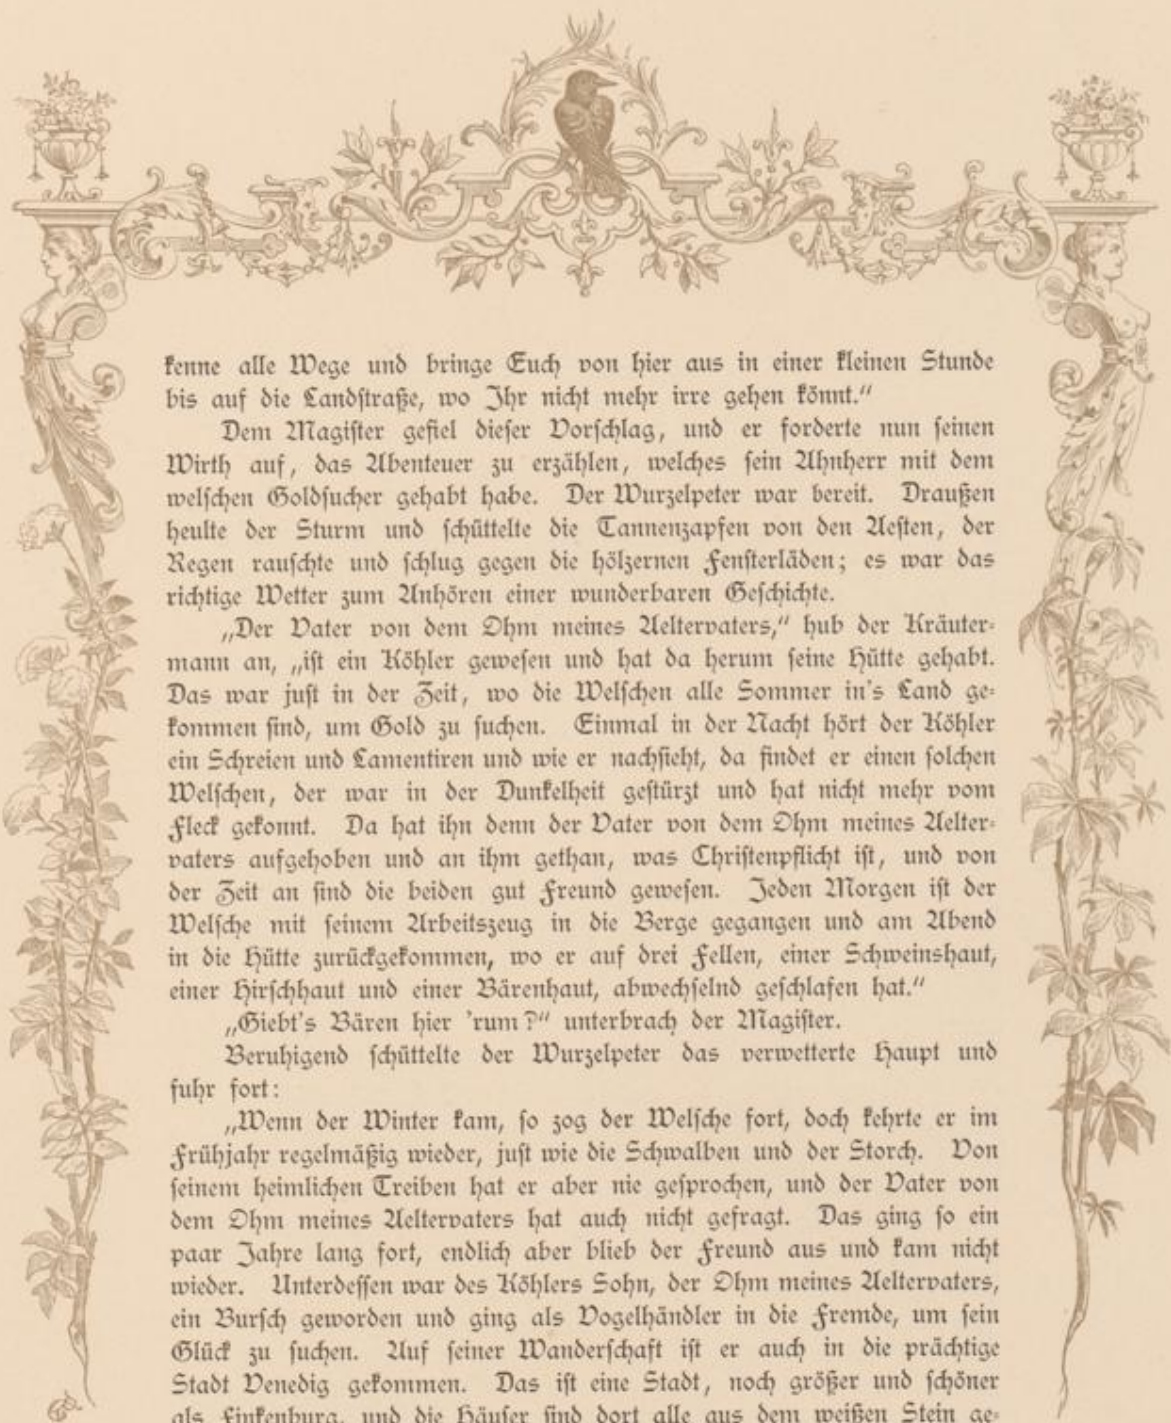 kenne alle Wege und bringe Euch von hier aus in einer kleinen Stunde
bis auf die Landſtraße, wo Ihr nicht mehr irre gehen könnt.“
Dem Magiſter gefiel dieſer Vorſchlag, und er forderte nun ſeinen
Wirth auf, das Abenteuer zu erzählen, welches ſein Ahnherr mit dem
welſchen Goldſucher gehabt habe. Der Wurzelpeter war bereit. Draußen
heulte der Sturm und ſchüttelte die Tannenzapfen von den Aeſten, der
Regen rauſchte und ſchlug gegen die hölzernen Fenſterläden; es war das
richtige Wetter zum Anhören einer wunderbaren Geſchichte.
„Der Vater von dem Ohm meines Aeltervaters,“ hub der Kräuter-
mann an, „iſt ein Köhler geweſen und hat da herum ſeine Hütte gehabt.
Das war juſt in der Zeit, wo die Welſchen alle Sommer in's Land ge-
kommen ſind, um Gold zu ſuchen. Einmal in der Nacht hört der Köhler
ein Schreien und Lamentiren und wie er nachſieht, da findet er einen ſolchen
Welſchen, der war in der Dunkelheit geſtürzt und hat nicht mehr vom
Fleck gekonnt. Da hat ihn denn der Vater von dem Ohm meines Aelter-
vaters aufgehoben und an ihm gethan, was Chriſtenpflicht iſt, und von
der Zeit an ſind die beiden gut Freund geweſen. Jeden Morgen iſt der
Welſche mit ſeinem Arbeitszeug in die Berge gegangen und am Abend
in die Hütte zurückgekommen, wo er auf drei Fellen, einer Schweinshaut,
einer Hirſchhaut und einer Bärenhaut, abwechſelnd geſchlafen hat.“
„Giebt's Bären hier 'rum?“ unterbrach der Magiſter.
Beruhigend ſchüttelte der Wurzelpeter das verwetterte Haupt und
fuhr fort:
„Wenn der Winter kam, ſo zog der Welſche fort, doch kehrte er im
Frühjahr regelmäßig wieder, juſt wie die Schwalben und der Storch. Von
ſeinem heimlichen Treiben hat er aber nie geſprochen, und der Vater von
dem Ohm meines Aeltervaters hat auch nicht gefragt. Das ging ſo ein
paar Jahre lang fort, endlich aber blieb der Freund aus und kam nicht
wieder. Unterdeſſen war des Köhlers Sohn, der Ohm meines Aeltervaters,
ein Burſch geworden und ging als Vogelhändler in die Fremde, um ſein
Glück zu ſuchen. Auf ſeiner Wanderſchaft iſt er auch in die prächtige
Stadt Venedig gekommen. Das iſt eine Stadt, noch größer und ſchöner
als Finkenburg, und die Häuſer ſind dort alle aus dem weißen Stein ge-